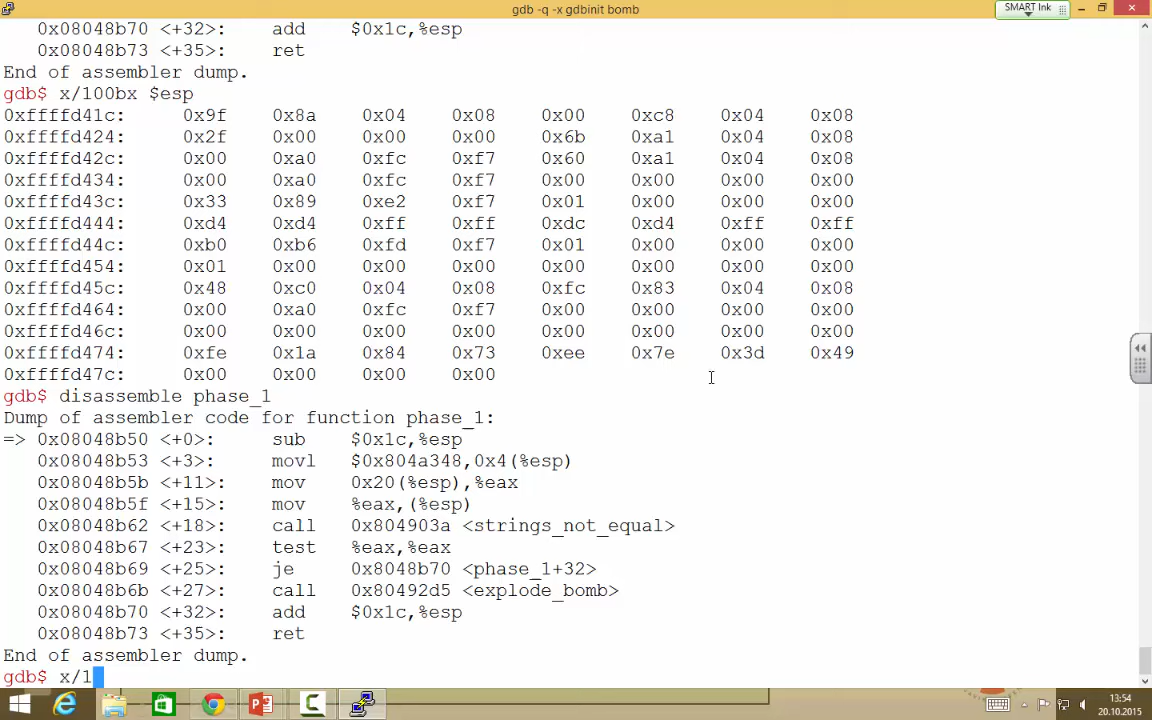 gdb -q -x gdbinit bomb
SMART Ink
0x08048b70 <+32>: add $0x1c,%esp
0x08048b73 <+35>: ret
End of assembler dump.
gdb$ x/100bx $esp
0xffffd41c: 0x9f 0x8a 0x04 0x08 0x00 0xc8 0x04 0x08
0xffffd424: 0x2f 0x00 0x00 0x00 0x6b 0xa1 0x04 0x08
0xffffd42c: 0x00 0xa0 0xfc 0xf7 0x60 0xa1 0x04 0x08
0xffffd434: 0x00 0xa0 0xfc 0xf7 0x00 0x00 0x00 0x00
0xffffd43c: 0x33 0x89 0xe2 0xf7 0x01 0x00 0x00 0x00
0xffffd444: 0xd4 0xd4 0xff 0xff 0xdc 0xd4 0xff 0xff
0xffffd44c: 0xb0 0xb6 0xfd 0xf7 0x01 0x00 0x00 0x00
0xffffd454: 0x01 0x00 0x00 0x00 0x00 0x00 0x00 0x00
0xffffd45c: 0x48 0xc0 0x04 0x08 0xfc 0x83 0x04 0x08
0xffffd464: 0x00 0xa0 0xfc 0xf7 0x00 0x00 0x00 0x00
0xffffd46c: 0x00 0x00 0x00 0x00 0x00 0x00 0x00 0x00
0xffffd474: 0xfe 0x1a 0x84 0x73 0xee 0x7e 0x3d 0x49
0xffffd47c: 0x00 0x00 0x00 0x00
gdb$ disassemble phase_1
Dump of assembler code for function phase_1:
=> 0x08048b50 <+0>: sub $0x1c,%esp
0x08048b53 <+3>: movl $0x804a348,0x4(%esp)
0x08048b5b <+11>: mov 0x20(%esp),%eax
0x08048b5f <+15>: mov %eax,(%esp)
0x08048b62 <+18>: call 0x804903a <strings_not_equal>
0x08048b67 <+23>: test %eax,%eax
0x08048b69 <+25>: je 0x8048b70 <phase_1+32>
0x08048b6b <+27>: call 0x80492d5 <explode_bomb>
0x08048b70 <+32>: add $0x1c,%esp
0x08048b73 <+35>: ret
End of assembler dump.
gdb$ x/1
13:54
20.10.2015